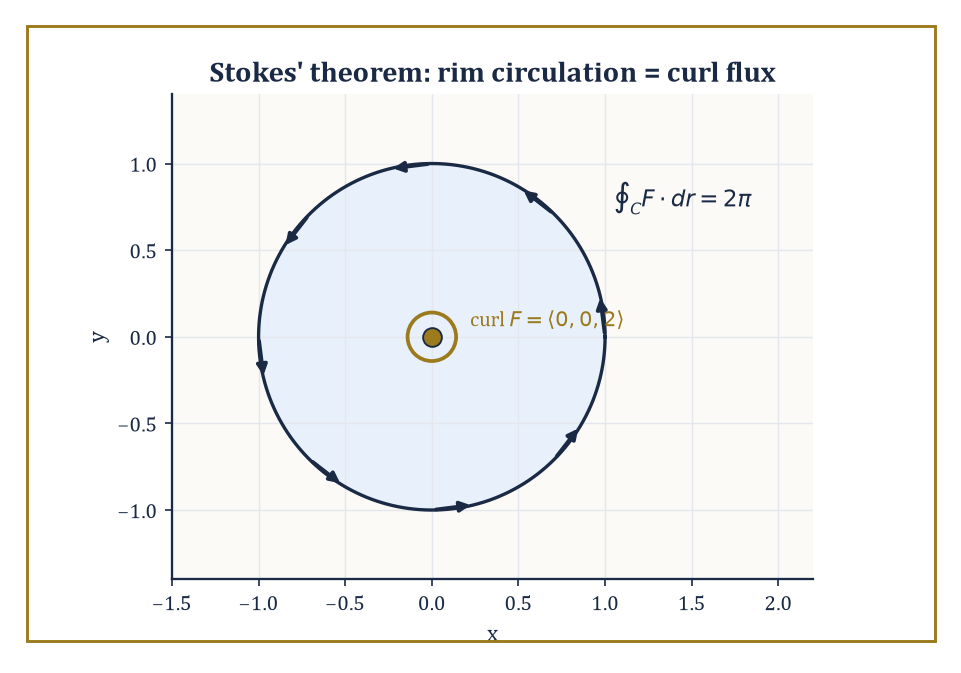 Stokes' theorem: rim circulation = curl flux
∮_C F · dr = 2π
curl F = ⟨0, 0, 2⟩
y
1.0
0.5
0.0
−0.5
−1.0
−1.5 −1.0 −0.5 0.0 0.5 1.0 1.5 2.0
x